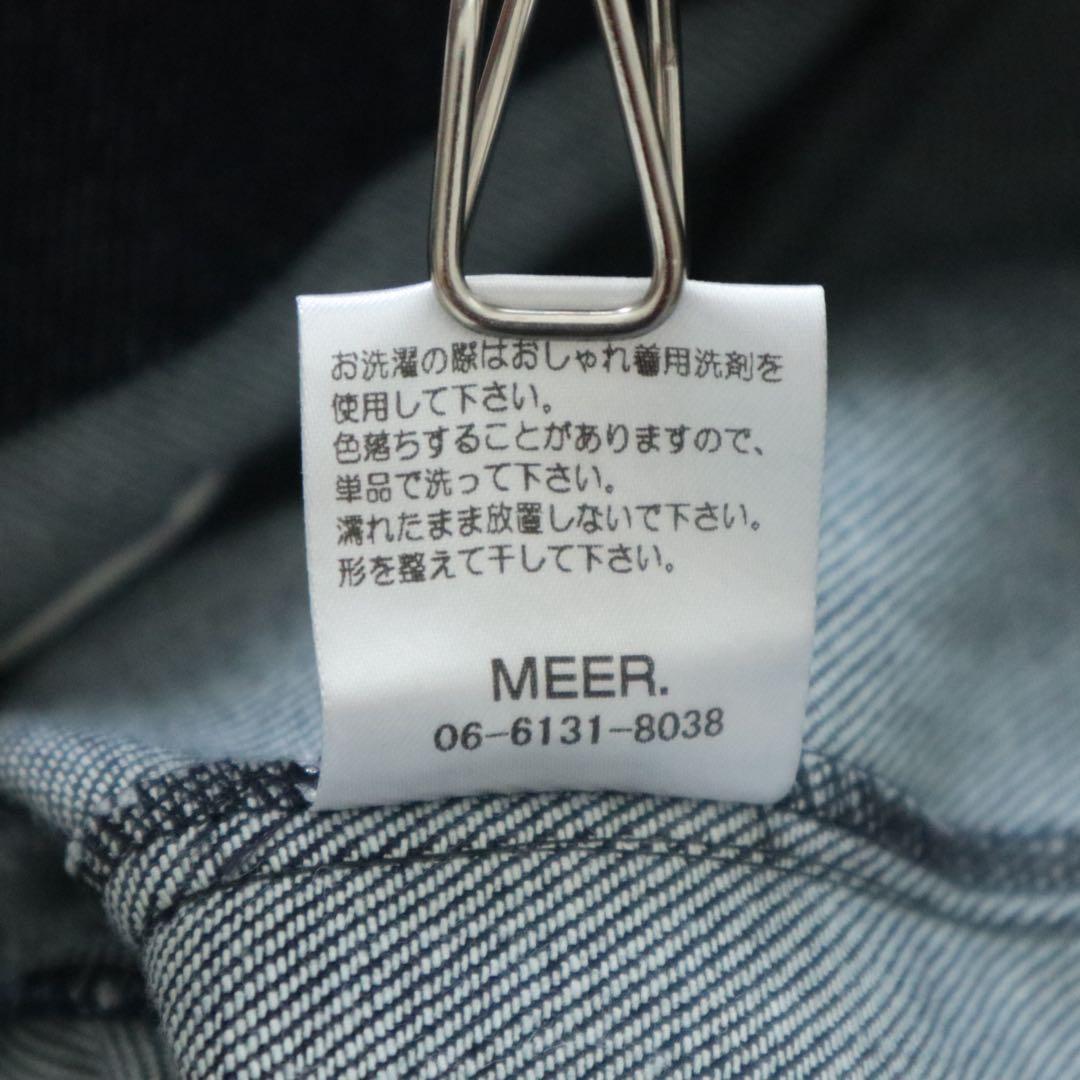 お洗濯の際はおしゃれ着用洗剤を
使用して下さい。
色落ちすることがありますので、
単品で洗って下さい。
濡れたまま放置しないで下さい。
形を整えて干して下さい。
MEER.
06-6131-8038